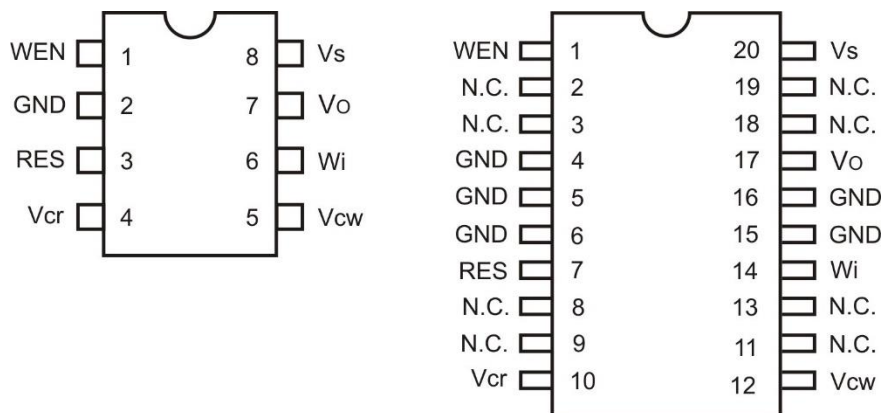 WEN 1 8 Vs
GND 2 7 Vo
RES 3 6 Wi
Vcr 4 5 Vcw
WEN 1 20 Vs
N.C. 2 19 N.C.
N.C. 3 18 N.C.
GND 4 17 Vo
GND 5 16 GND
GND 6 15 GND
RES 7 14 Wi
N.C. 8 13 N.C.
N.C. 9 11 N.C.
Vcr 10 12 Vcw